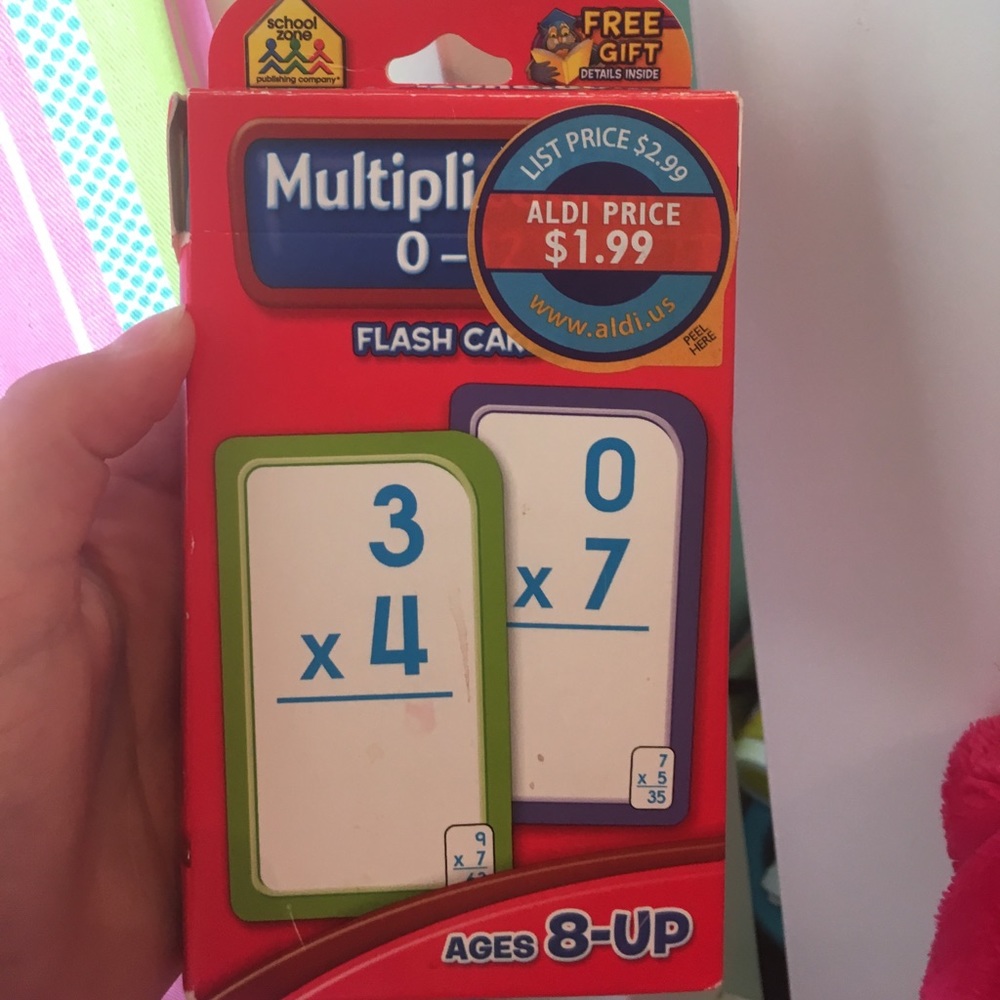 school
zone
publishing company
FREE
GIFT
DETAILS INSIDE
LIST PRICE $2.99
ALDI PRICE
$1.99
www.aldi.us
PEEL
HERE
Multipli
0 –
FLASH CAR
3
x 4
0
x 7
9
x 7
7
x 5
35
AGES 8-UP